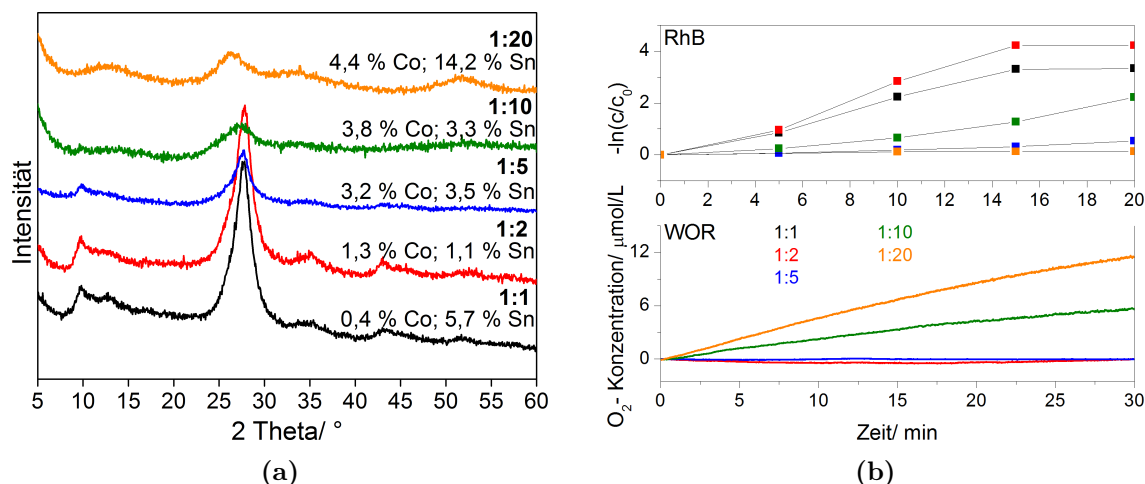 1:20
4,4 % Co; 14,2 % Sn
1:10
3,8 % Co; 3,3 % Sn
1:5
3,2 % Co; 3,5 % Sn
1:2
1,3 % Co; 1,1 % Sn
1:1
0,4 % Co; 5,7 % Sn
Intensität
5 10 15 20 25 30 35 40 45 50 55 60
2 Theta/ °
(a)
RhB
-ln(c/c0)
4
2
0
0 2 4 6 8 10 12 14 16 18 20
WOR
1:1 1:10
1:2 1:20
1:5
O2- Konzentration/ µmol/L
12
6
0
0 5 10 15 20 25 30
Zeit/ min
(b)